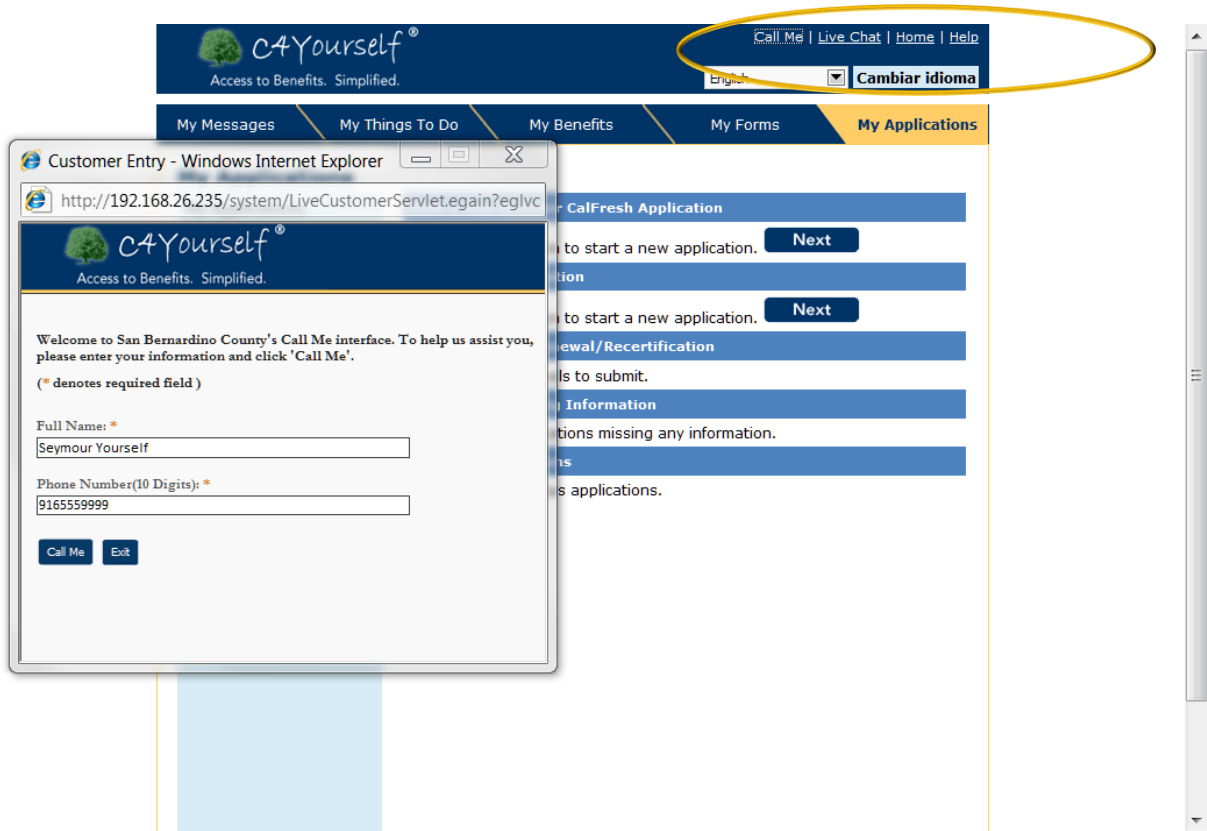 C4Yourself®
Access to Benefits. Simplified.
Call Me | Live Chat | Home | Help
English
Cambiar idioma
My Messages
My Things To Do
My Benefits
My Forms
My Applications
My Applications
CalFresh Application
to start a new application. Next
to start a new application. Next
/Recertification
to submit.
Information
missing any information.
applications.
Customer Entry - Windows Internet Explorer
http://192.168.26.235/system/LiveCustomerServlet.egain?eglvc
C4Yourself®
Access to Benefits. Simplified.
Welcome to San Bernardino County's Call Me interface. To help us assist you,
please enter your information and click 'Call Me'.
(* denotes required field )
Full Name: *
Seymour Yourself
Phone Number(10 Digits): *
9165559999
Call Me
Exit